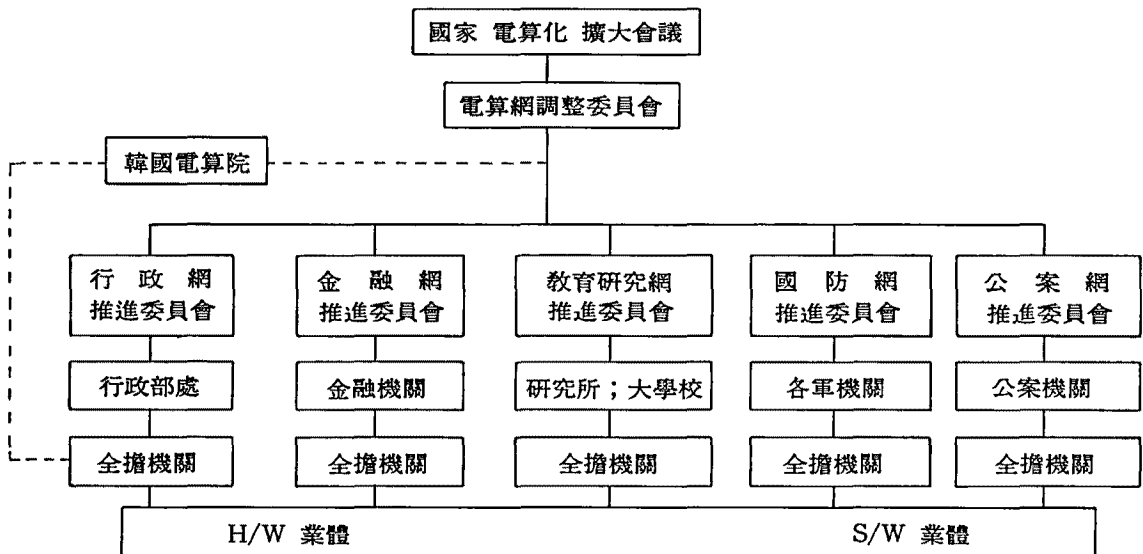 國家 電算化 擴大會議
電算網調整委員會
韓國電算院
行 政 網
推進委員會
金 融 網
推進委員會
敎育硏究網
推進委員會
國 防 網
推進委員會
公 案 網
推進委員會
行政部處
金融機關
硏究所 ; 大學校
各軍機關
公案機關
全擔機關
全擔機關
全擔機關
全擔機關
全擔機關
H/W 業體
S/W 業體